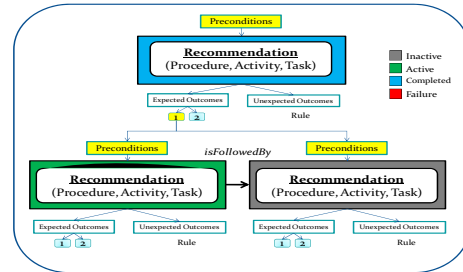 Preconditions
Recommendation
(Procedure, Activity, Task)
Inactive
Active
Completed
Failure
Expected Outcomes
Unexpected Outcomes
1 2
Rule
Preconditions
isFollowedBy
Preconditions
Recommendation
(Procedure, Activity, Task)
Recommendation
(Procedure, Activity, Task)
Expected Outcomes
Unexpected Outcomes
Expected Outcomes
Unexpected Outcomes
1 2
Rule
1 2
Rule